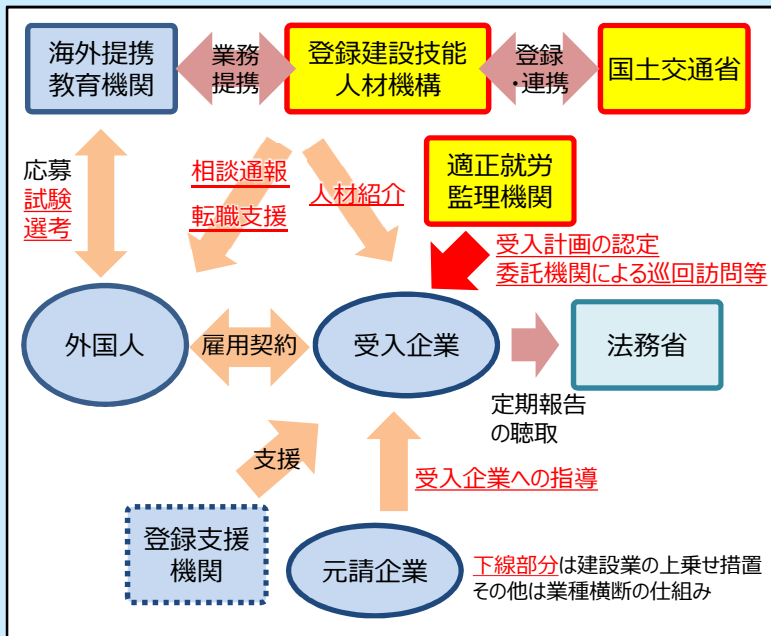 海外提携
教育機関
業務
提携
登録建設技能
人材機構
登録
・連携
国土交通省
応募
試験
選考
相談通報
転職支援
人材紹介
適正就労
監理機関
受入計画の認定
委託機関による巡回訪問等
外国人
雇用契約
受入企業
法務省
定期報告
の聴取
支援
受入企業への指導
登録支援
機関
元請企業
下線部分は建設業の上乗せ措置
その他は業種横断の仕組み